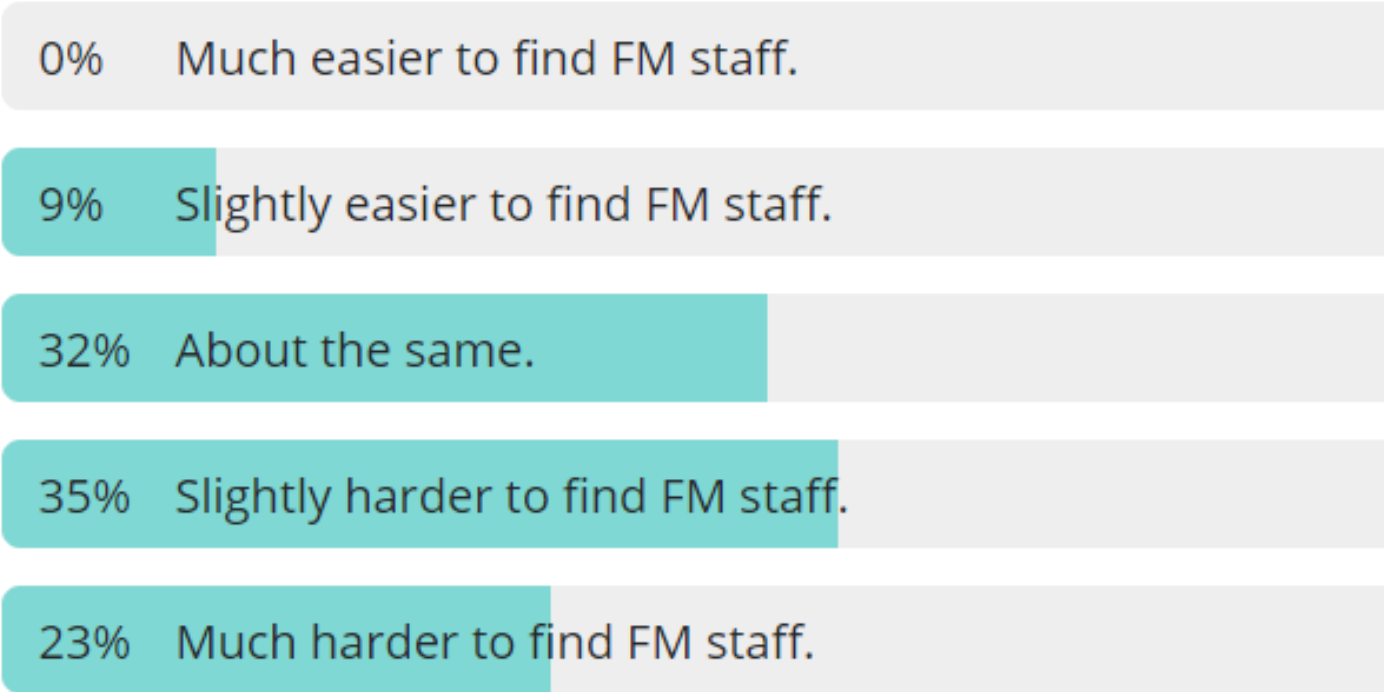 0% Much easier to find FM staff.
9% Slightly easier to find FM staff.
32% About the same.
35% Slightly harder to find FM staff.
23% Much harder to find FM staff.